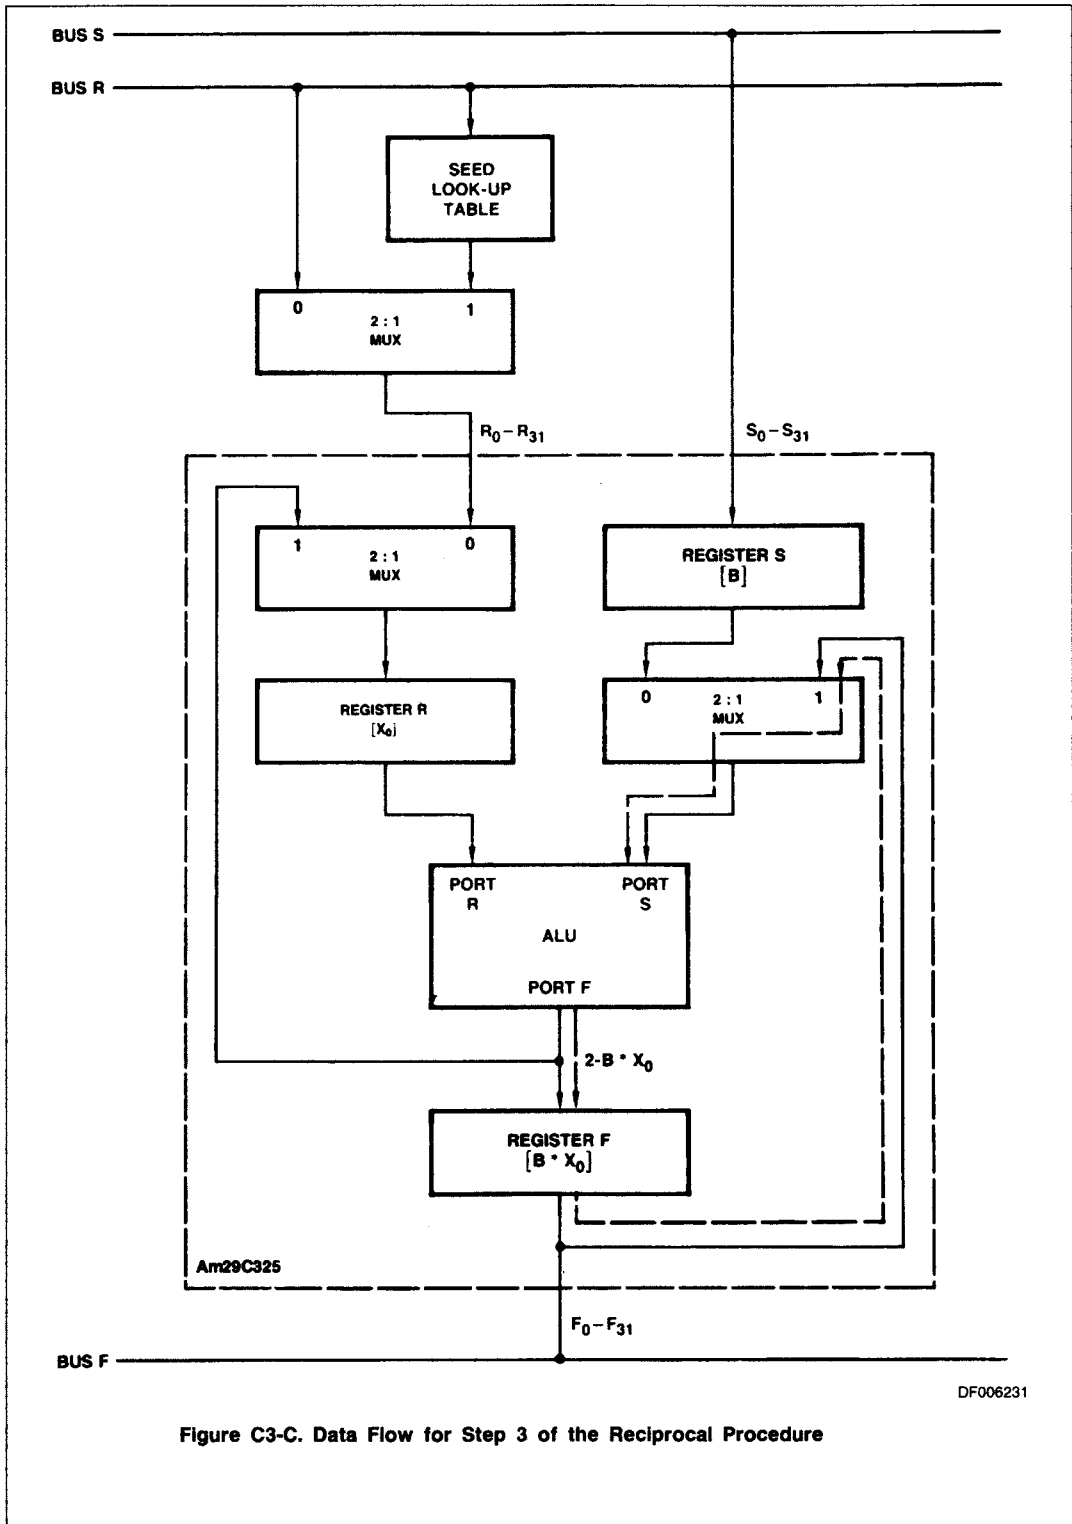 BUS S
BUS R
SEED
LOOK-UP
TABLE
0 1
2 : 1
MUX
R₀–R₃₁
S₀–S₃₁
1 0
2 : 1
MUX
REGISTER S
[B]
REGISTER R
[X₀]
0 1
2 : 1
MUX
PORT
R
PORT
S
ALU
PORT F
2-B * X₀
REGISTER F
[B * X₀]
Am29C325
F₀–F₃₁
BUS F
DF006231
Figure C3-C. Data Flow for Step 3 of the Reciprocal Procedure